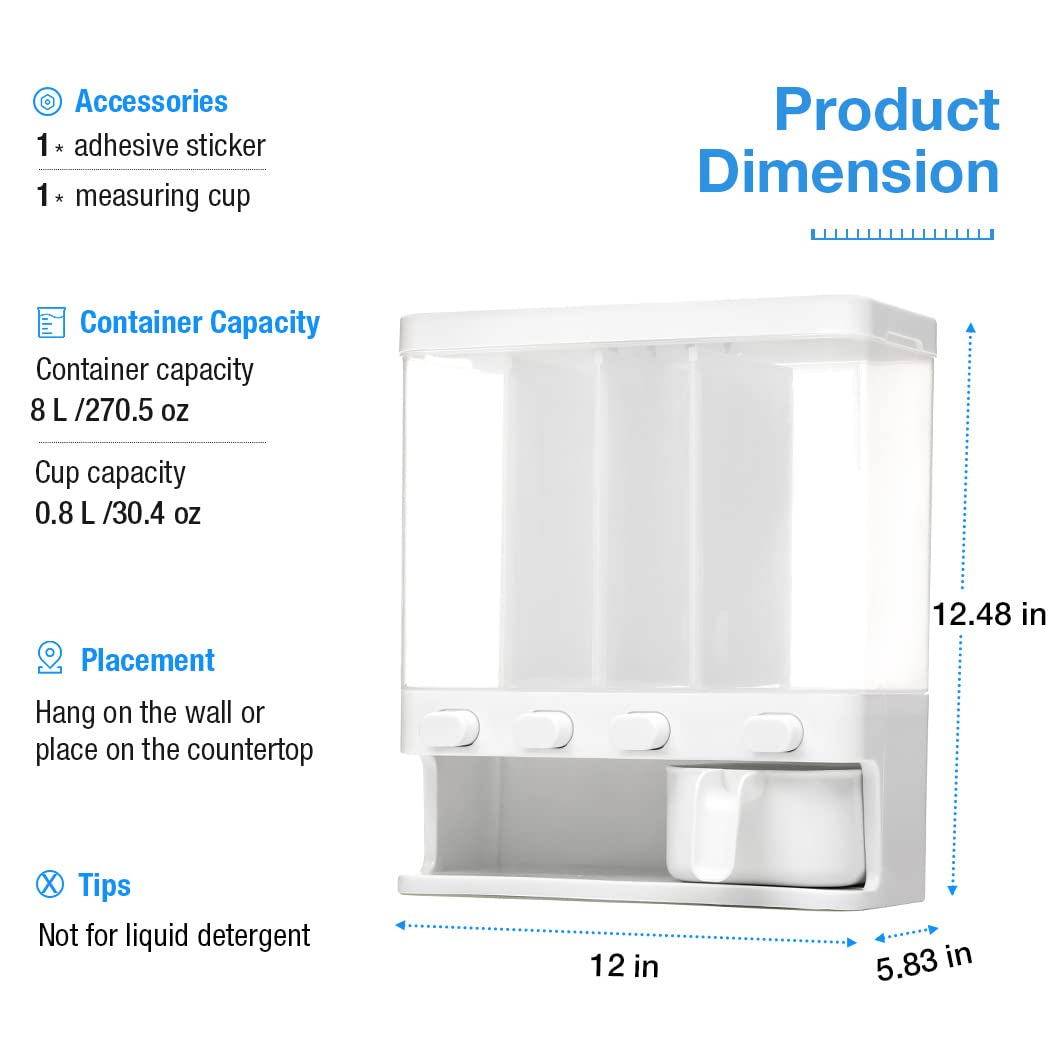 Accessories
1* adhesive sticker
1* measuring cup
Product
Dimension
Container Capacity
Container capacity
8 L /270.5 oz
Cup capacity
0.8 L /30.4 oz
12.48 in
Placement
Hang on the wall or
place on the countertop
Tips
Not for liquid detergent
12 in
5.83 in